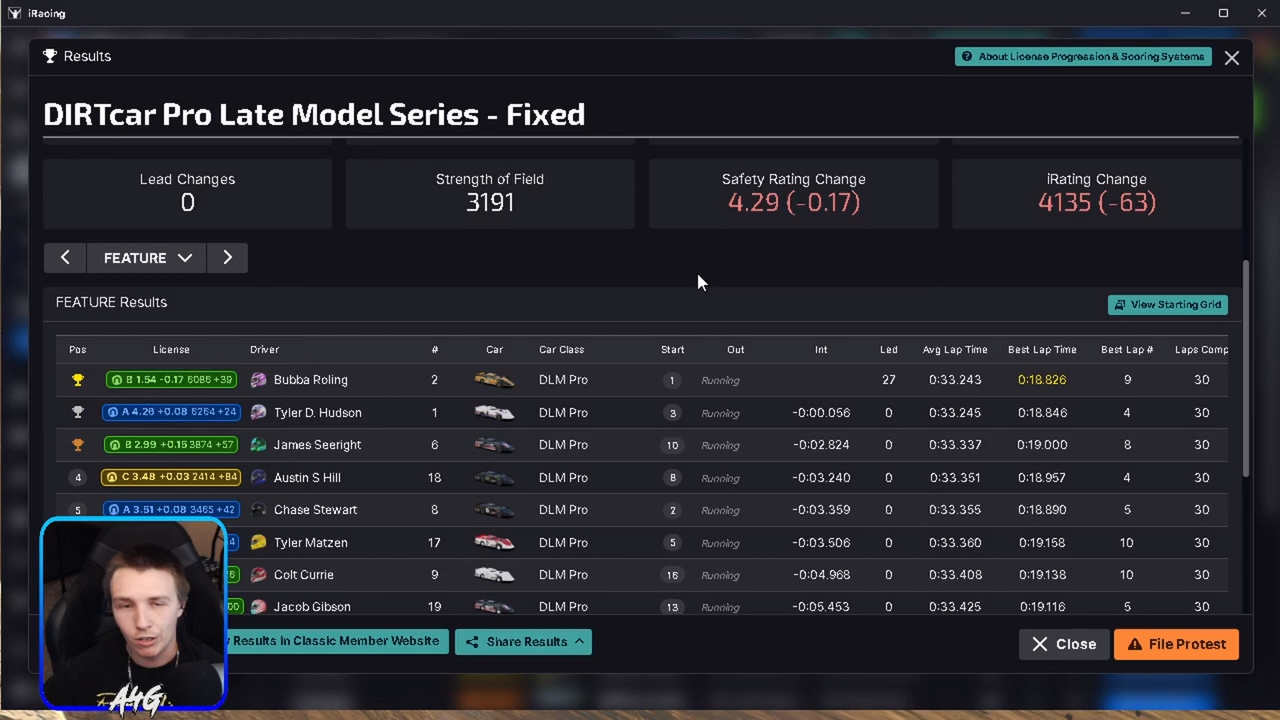 iRacing
Results
About License Progression & Scoring Systems
DIRTcar Pro Late Model Series - Fixed
Lead Changes
0
Strength of Field
3191
Safety Rating Change
4.29 (-0.17)
iRating Change
4135 (-63)
FEATURE
FEATURE Results
View Starting Grid
Pos License Driver # Car Car Class Start Out Int Led Avg Lap Time Best Lap Time Best Lap # Laps Comp
B 1.54 -0.17 6086 +39 Bubba Roling 2 DLM Pro 1 Running 27 0:33.243 0:18.826 9 30
A 4.26 +0.08 5264 +24 Tyler D. Hudson 1 DLM Pro 3 Running -0:00.056 0 0:33.245 0:18.846 4 30
B 2.99 +0.15 3874 +57 James Seeright 6 DLM Pro 10 Running -0:02.824 0 0:33.337 0:19.000 8 30
4 C 3.48 +0.03 2414 +84 Austin S Hill 18 DLM Pro 8 Running -0:03.240 0 0:33.351 0:18.957 4 30
5 A 3.51 +0.08 3465 +42 Chase Stewart 8 DLM Pro 2 Running -0:03.359 0 0:33.355 0:18.890 5 30
4 Tyler Matzen 17 DLM Pro 5 Running -0:03.506 0 0:33.360 0:19.158 10 30
Colt Currie 9 DLM Pro 16 Running -0:04.968 0 0:33.408 0:19.138 10 30
00 Jacob Gibson 19 DLM Pro 13 Running -0:05.453 0 0:33.425 0:19.116 5 30
Results in Classic Member Website
Share Results
Close
File Protest
A4G